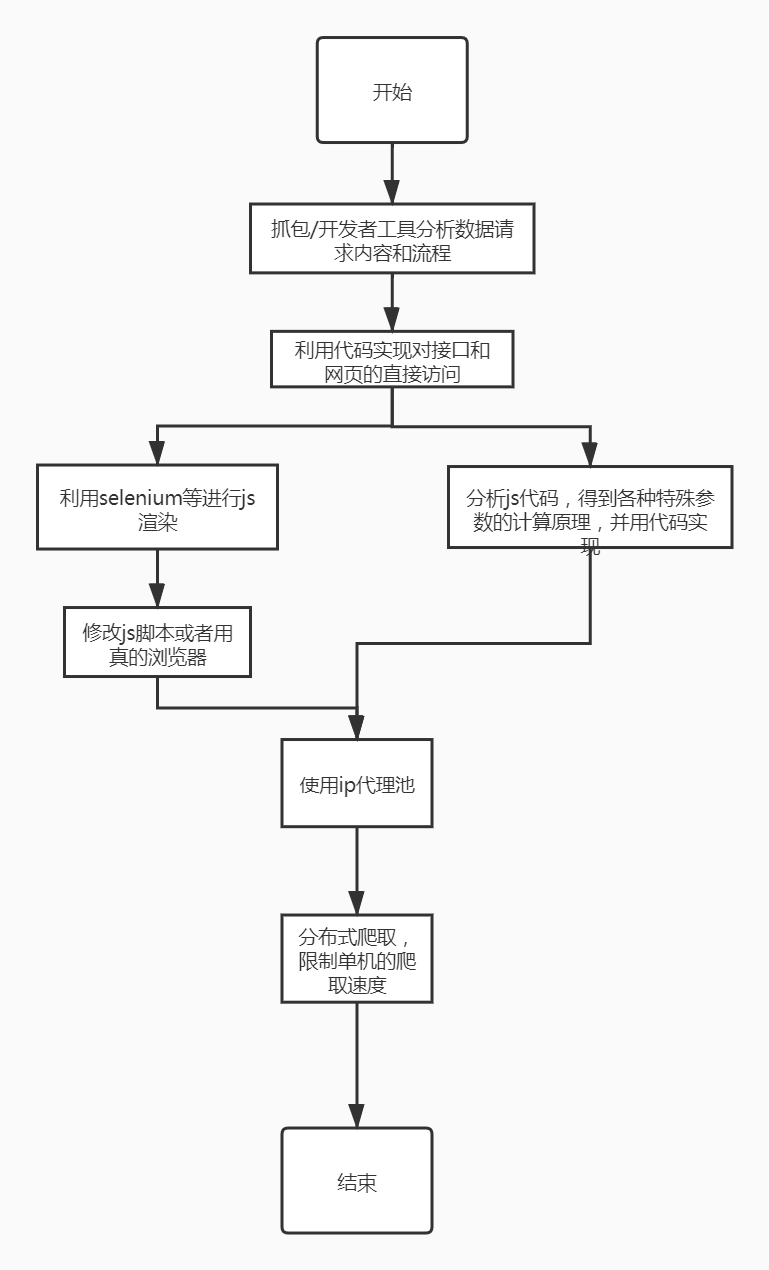 开始
抓包/开发者工具分析数据请
求内容和流程
利用代码实现对接口和
网页的直接访问
利用selenium等进行js
渲染
分析js代码，得到各种特殊参
数的计算原理，并用代码实
现
修改js脚本或者用
真的浏览器
使用ip代理池
分布式爬取，
限制单机的爬
取速度
结束